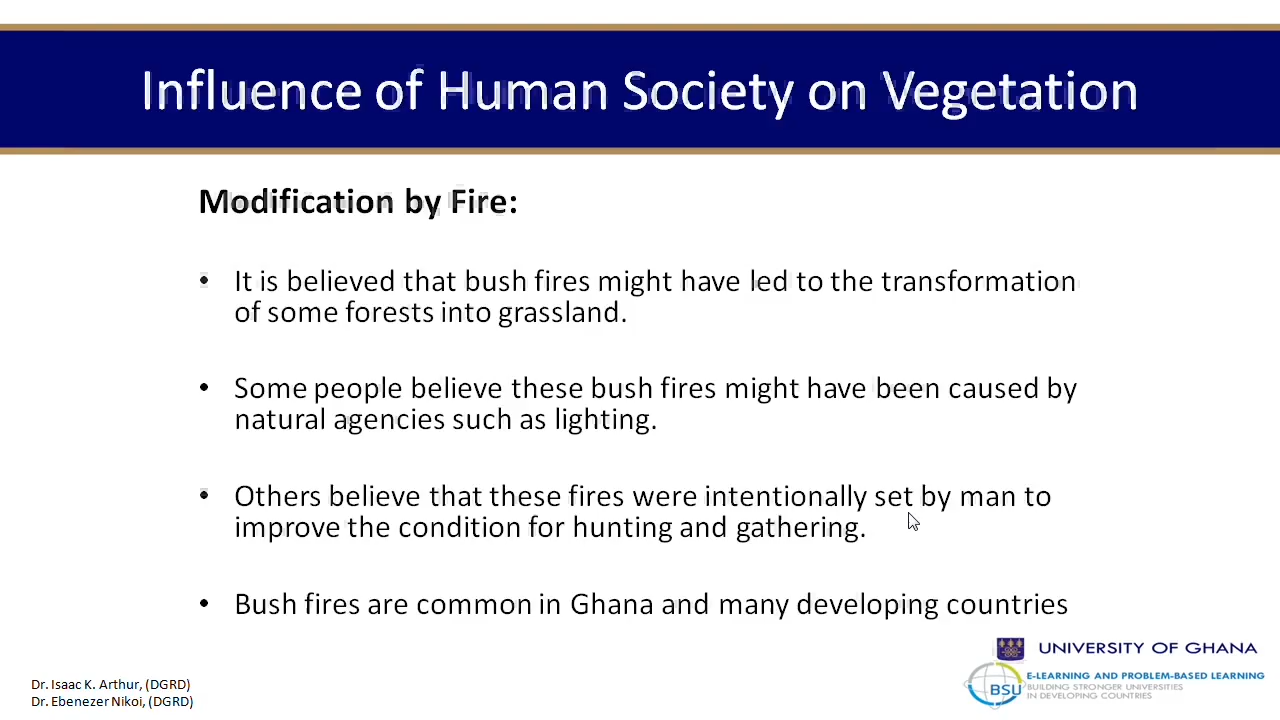 Influence of Human Society on Vegetation
Modification by Fire:
• It is believed that bush fires might have led to the transformation
of some forests into grassland.
• Some people believe these bush fires might have been caused by
natural agencies such as lighting.
• Others believe that these fires were intentionally set by man to
improve the condition for hunting and gathering.
• Bush fires are common in Ghana and many developing countries
UNIVERSITY OF GHANA
BSU
E-LEARNING AND PROBLEM-BASED LEARNING
BUILDING STRONGER UNIVERSITIES
IN DEVELOPING COUNTRIES
Dr. Isaac K. Arthur, (DGRD)
Dr. Ebenezer Nikoi, (DGRD)